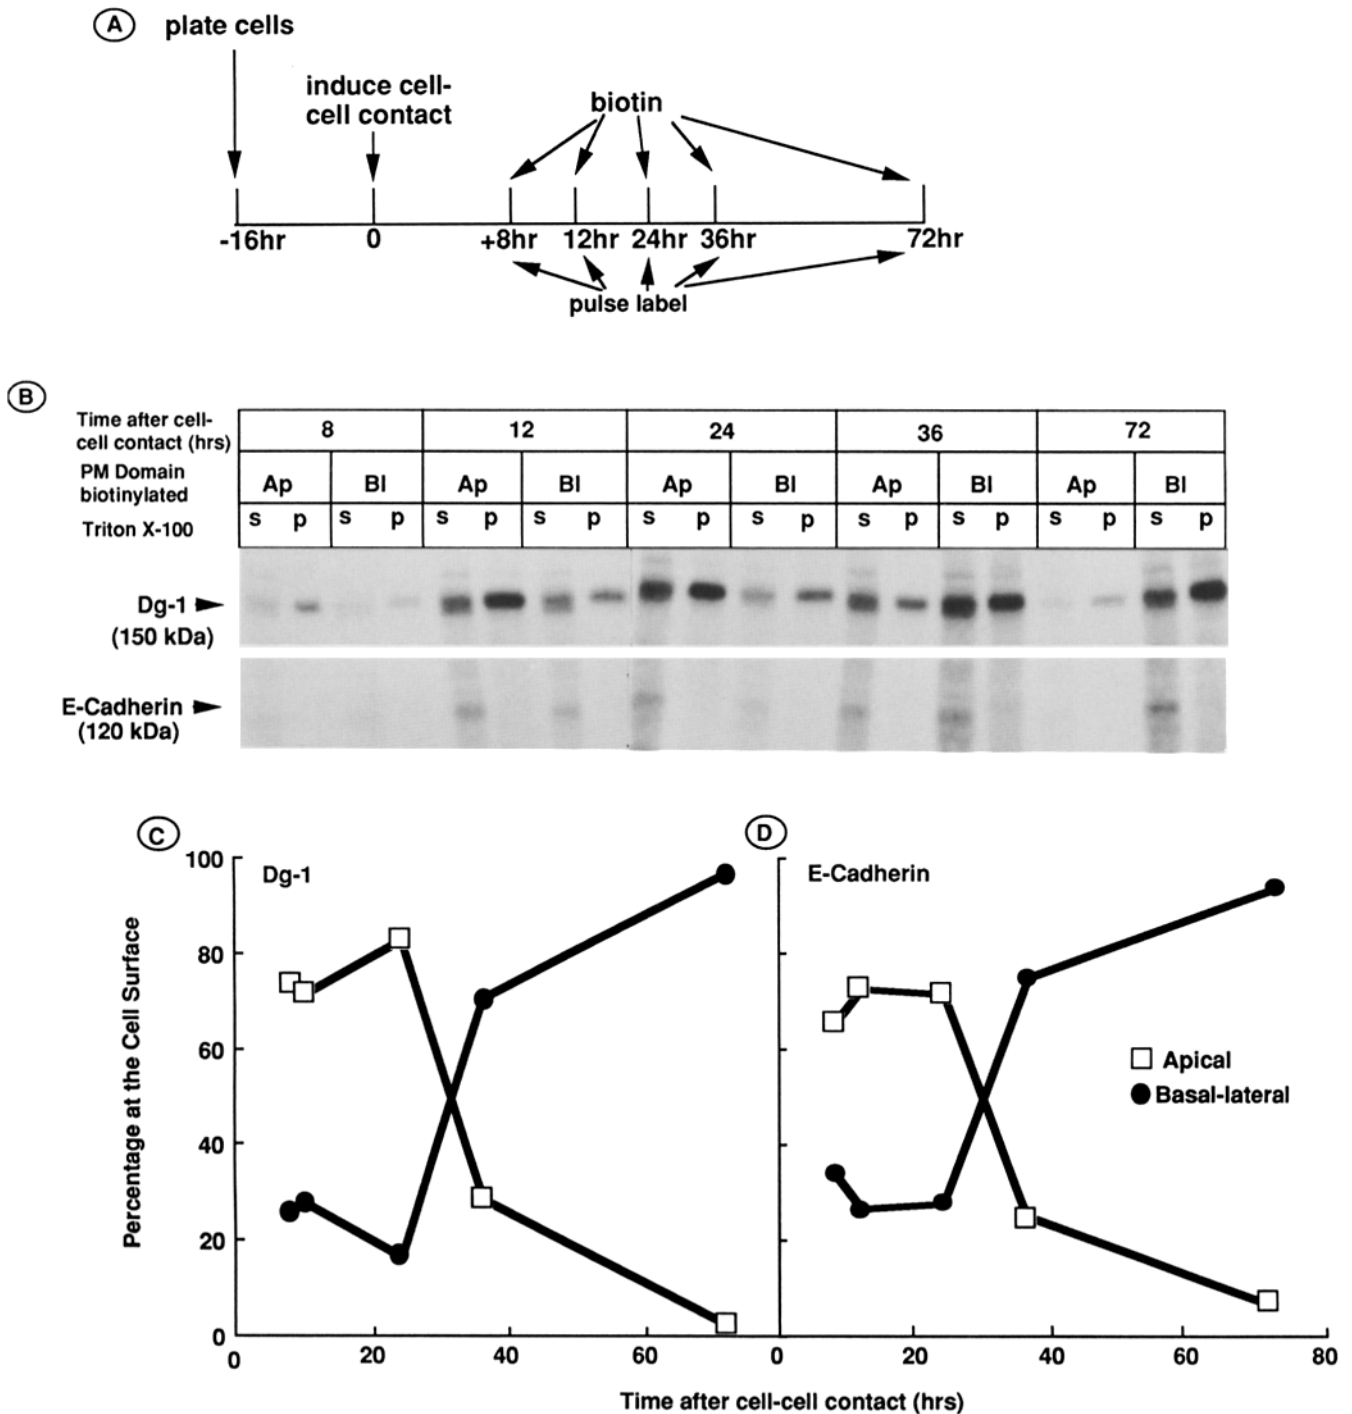 A plate cells
induce cell-
cell contact
biotin
-16hr 0 +8hr 12hr 24hr 36hr 72hr
pulse label
B
Time after cell-
cell contact (hrs) 8 12 24 36 72
PM Domain
biotinylated Ap Bl Ap Bl Ap Bl Ap Bl Ap Bl
Triton X-100 s p s p s p s p s p s p s p s p s p s p
Dg-1
(150 kDa)
E-Cadherin
(120 kDa)
C D
Dg-1 E-Cadherin
Percentage at the Cell Surface
100
80
60
40
20
0
Apical
Basal-lateral
0 20 40 60 0 20 40 60 80
Time after cell-cell contact (hrs)